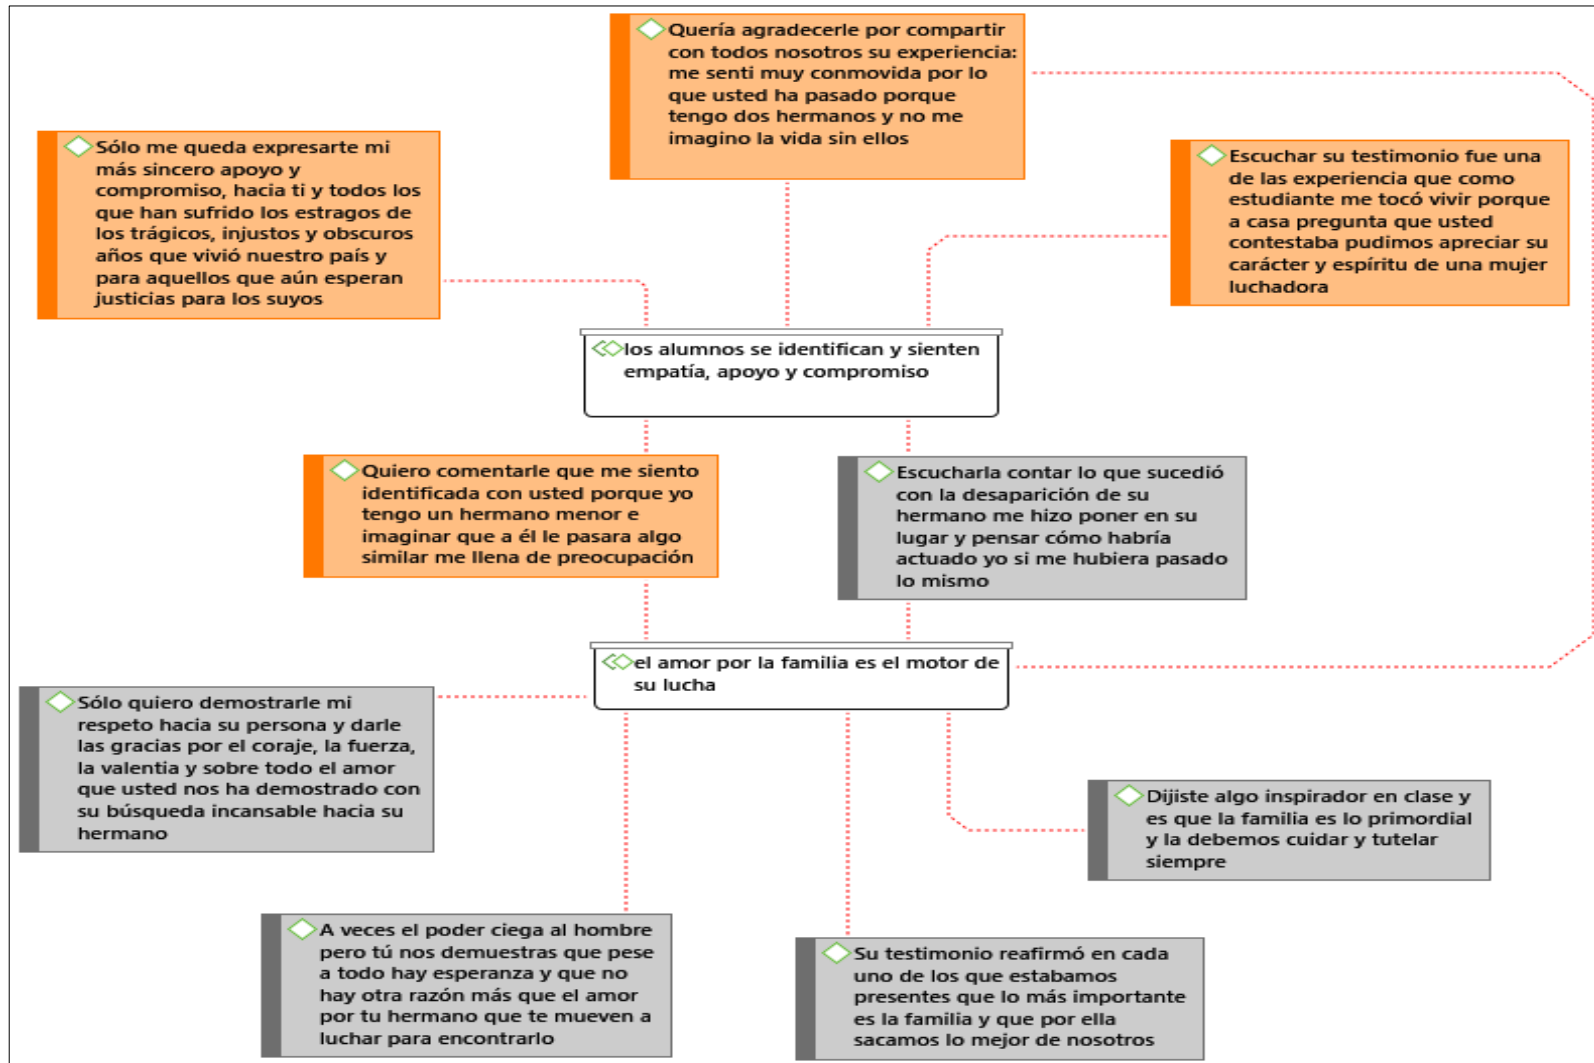 Quería agradecerle por compartir
con todos nosotros su experiencia:
me senti muy conmovida por lo
que usted ha pasado porque
tengo dos hermanos y no me
imagino la vida sin ellos
Sólo me queda expresarte mi
más sincero apoyo y
compromiso, hacia ti y todos los
que han sufrido los estragos de
los trágicos, injustos y obscuros
años que vivió nuestro país y
para aquellos que aún esperan
justicias para los suyos
Escuchar su testimonio fue una
de las experiencia que como
estudiante me tocó vivir porque
a casa pregunta que usted
contestaba pudimos apreciar su
carácter y espíritu de una mujer
luchadora
los alumnos se identifican y sienten
empatía, apoyo y compromiso
Quiero comentarle que me siento
identificada con usted porque yo
tengo un hermano menor e
imaginar que a él le pasara algo
similar me llena de preocupación
Escucharla contar lo que sucedió
con la desaparición de su
hermano me hizo poner en su
lugar y pensar cómo habría
actuado yo si me hubiera pasado
lo mismo
el amor por la familia es el motor de
su lucha
Sólo quiero demostrarle mi
respeto hacia su persona y darle
las gracias por el coraje, la fuerza,
la valentia y sobre todo el amor
que usted nos ha demostrado con
su búsqueda incansable hacia su
hermano
Dijiste algo inspirador en clase y
es que la familia es lo primordial
y la debemos cuidar y tutelar
siempre
A veces el poder ciega al hombre
pero tú nos demuestras que pese
a todo hay esperanza y que no
hay otra razón más que el amor
por tu hermano que te mueven a
luchar para encontrarlo
Su testimonio reafirmó en cada
uno de los que estabamos
presentes que lo más importante
es la familia y que por ella
sacamos lo mejor de nosotros